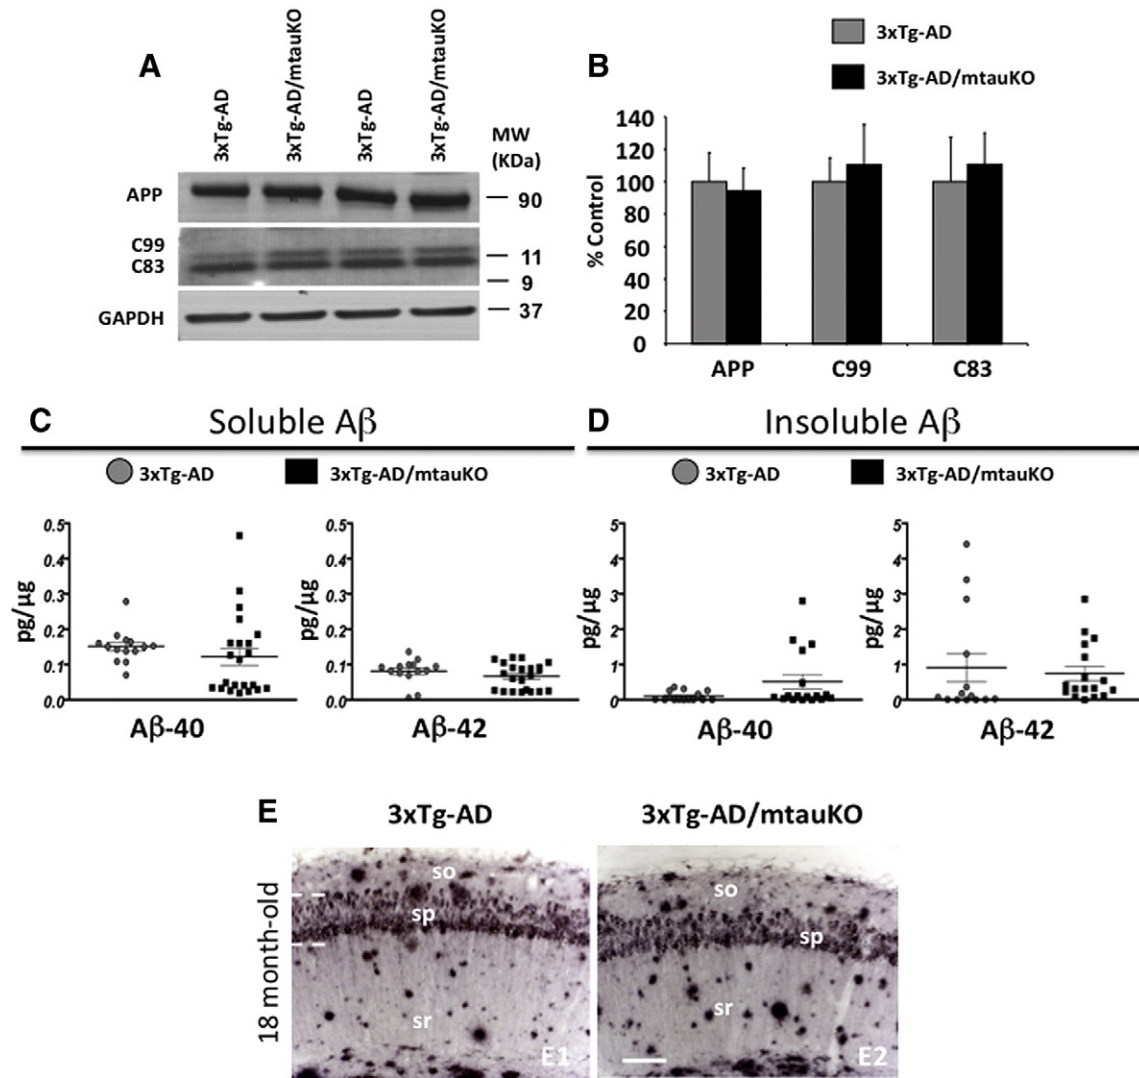 A
3xTg-AD
3xTg-AD/mtauKO
3xTg-AD
3xTg-AD/mtauKO
MW
(KDa)
APP
90
C99
C83
11
9
GAPDH
37
B
3xTg-AD
3xTg-AD/mtauKO
% Control
140
120
100
80
60
40
20
0
APP C99 C83
C Soluble Aβ
3xTg-AD 3xTg-AD/mtauKO
pg/µg
0.5
0.4
0.3
0.2
0.1
0.0
Aβ-40
pg/µg
0.5
0.4
0.3
0.2
0.1
0.0
Aβ-42
D Insoluble Aβ
3xTg-AD 3xTg-AD/mtauKO
pg/µg
5
4
3
2
1
0
Aβ-40
pg/µg
5
4
3
2
1
0
Aβ-42
E 3xTg-AD 3xTg-AD/mtauKO
18 month-old
so
sp
sr
E1
so
sp
sr
E2